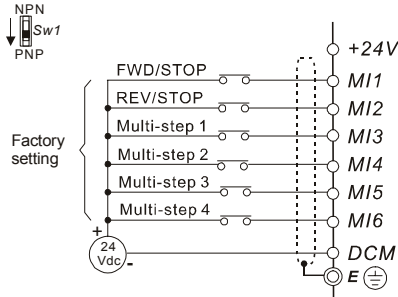 NPN
Sw1
PNP
+24V
FWD/STOP
MI1
REV/STOP
MI2
Multi-step 1
MI3
Factory
setting
Multi-step 2
MI4
Multi-step 3
MI5
Multi-step 4
MI6
+
24
Vdc
-
DCM
E